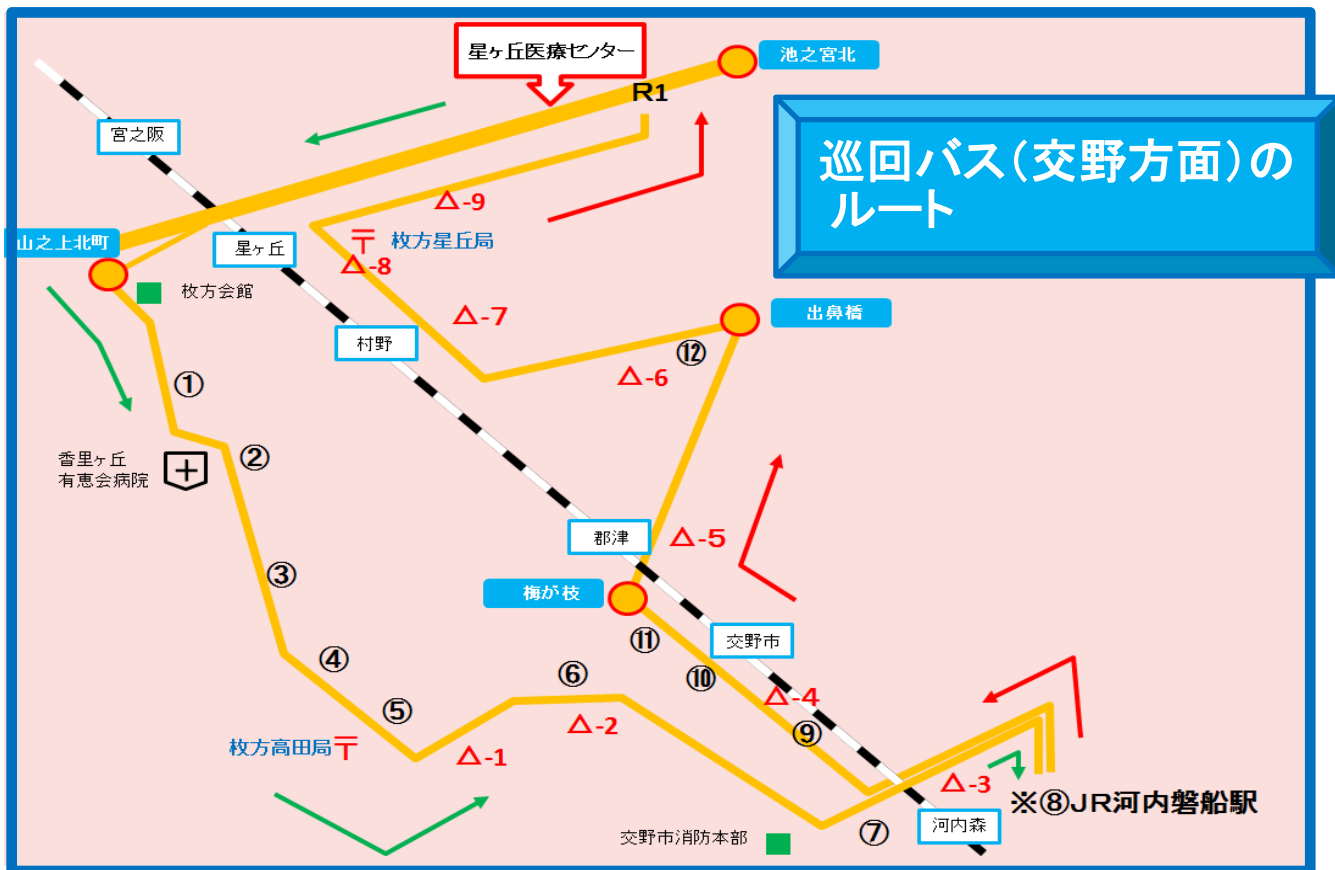 星ヶ丘医療センター
池之宮北
R1
宮之阪
巡回バス(交野方面)の
ルート
△-9
山之上北町
星ヶ丘
〒 枚方星丘局
△-8
枚方会館
△-7
出鼻橋
村野
⑫
△-6
①
香里ヶ丘
有恵会病院
②
③
郡津
△-5
梅が枝
⑪
交野市
④
⑩
⑥
△-4
⑤
△-2
⑨
枚方高田局〒
△-1
△-3
※⑧JR河内磐船駅
⑦
河内森
交野市消防本部